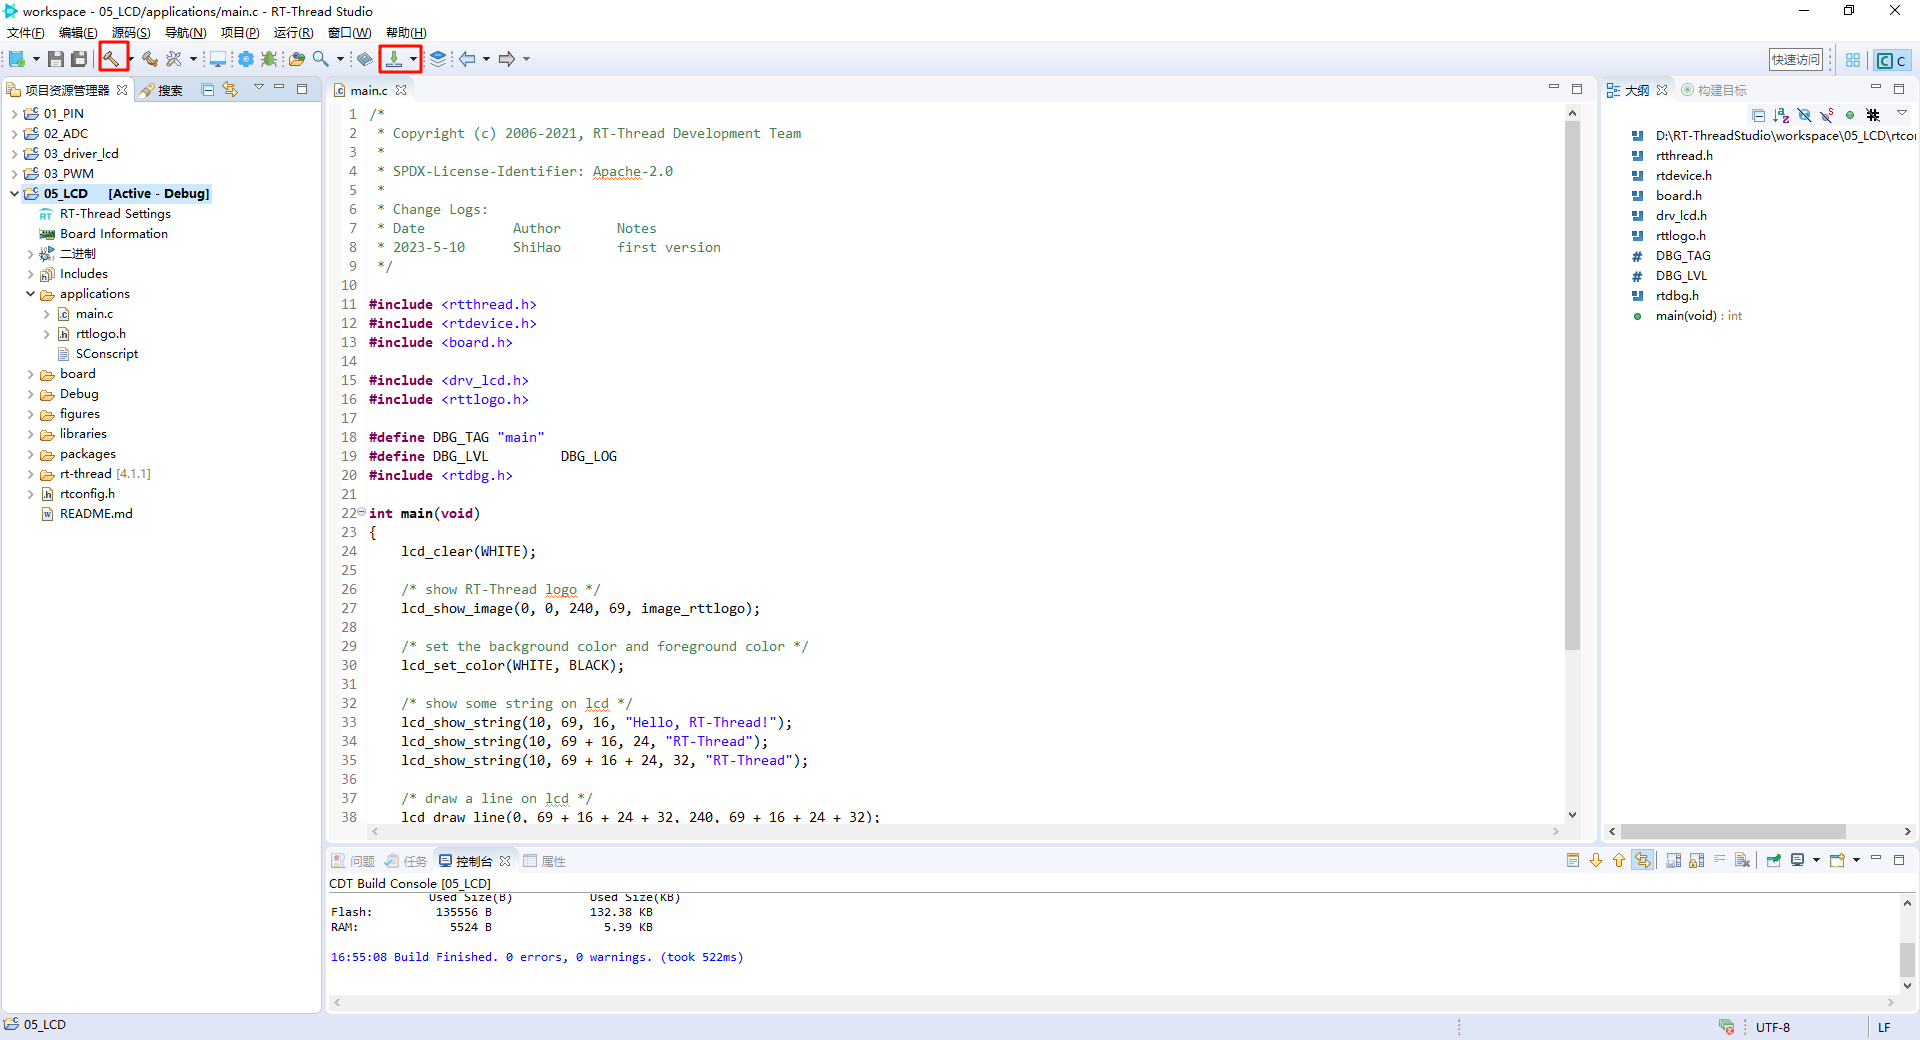 workspace - 05_LCD/applications/main.c - RT-Thread Studio
文件(F) 编辑(E) 源码(S) 导航(N) 项目(P) 运行(R) 窗口(W) 帮助(H)
快速访问
C
项目资源管理器 搜索
01_PIN
02_ADC
03_driver_lcd
03_PWM
05_LCD [Active - Debug]
RT-Thread Settings
Board Information
二进制
Includes
applications
main.c
rttlogo.h
SConscript
board
Debug
figures
libraries
packages
rt-thread [4.1.1]
rtconfig.h
README.md
main.c
1 /*
2  * Copyright (c) 2006-2021, RT-Thread Development Team
3  *
4  * SPDX-License-Identifier: Apache-2.0
5  *
6  * Change Logs:
7  * Date           Author       Notes
8  * 2023-5-10      ShiHao       first version
9  */
10
11 #include <rtthread.h>
12 #include <rtdevice.h>
13 #include <board.h>
14
15 #include <drv_lcd.h>
16 #include <rttlogo.h>
17
18 #define DBG_TAG "main"
19 #define DBG_LVL         DBG_LOG
20 #include <rtdbg.h>
21
22 int main(void)
23 {
24     lcd_clear(WHITE);
25
26     /* show RT-Thread logo */
27     lcd_show_image(0, 0, 240, 69, image_rttlogo);
28
29     /* set the background color and foreground color */
30     lcd_set_color(WHITE, BLACK);
31
32     /* show some string on lcd */
33     lcd_show_string(10, 69, 16, "Hello, RT-Thread!");
34     lcd_show_string(10, 69 + 16, 24, "RT-Thread");
35     lcd_show_string(10, 69 + 16 + 24, 32, "RT-Thread");
36
37     /* draw a line on lcd */
38     lcd_draw_line(0, 69 + 16 + 24 + 32, 240, 69 + 16 + 24 + 32);
大纲 构建目标
D:\RT-ThreadStudio\workspace\05_LCD\rtco
rtthread.h
rtdevice.h
board.h
drv_lcd.h
rttlogo.h
DBG_TAG
DBG_LVL
rtdbg.h
main(void) : int
问题 任务 控制台 属性
CDT Build Console [05_LCD]
Used Size(B) Used Size(KB)
Flash: 135556 B 132.38 KB
RAM: 5524 B 5.39 KB
16:55:08 Build Finished. 0 errors, 0 warnings. (took 522ms)
05_LCD
UTF-8
LF